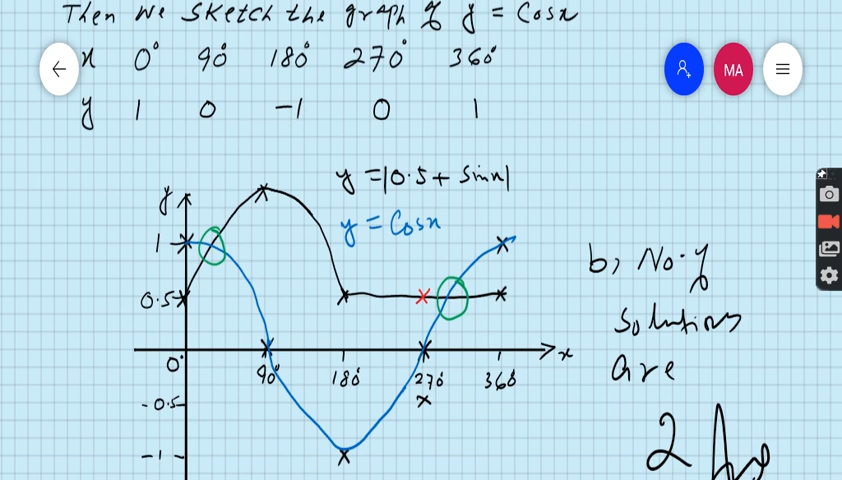 Then we sketch the graph of y = Cosx
x 0° 90° 180° 270° 360°
y 1 0 -1 0 1
MA
y = |0.5 + Sinx|
y = Cosx
y
1
0.5
0°
90° 180° 270° 360°
x
-0.5
-1
b, No. of
solutions
are
2 Ans